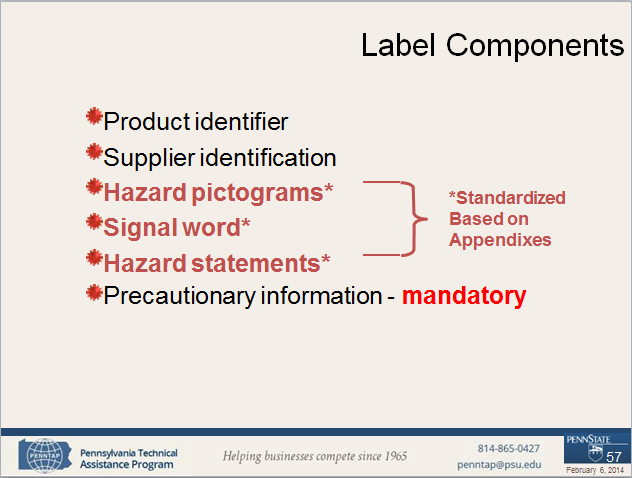 Label Components
Product identifier
Supplier identification
Hazard pictograms*
Signal word*
Hazard statements*
*Standardized
Based on
Appendixes
Precautionary information - mandatory
PENNTAP
Pennsylvania Technical
Assistance Program
Helping businesses compete since 1965
814-865-0427
penntap@psu.edu
PENNSTATE
57
February 6, 2014